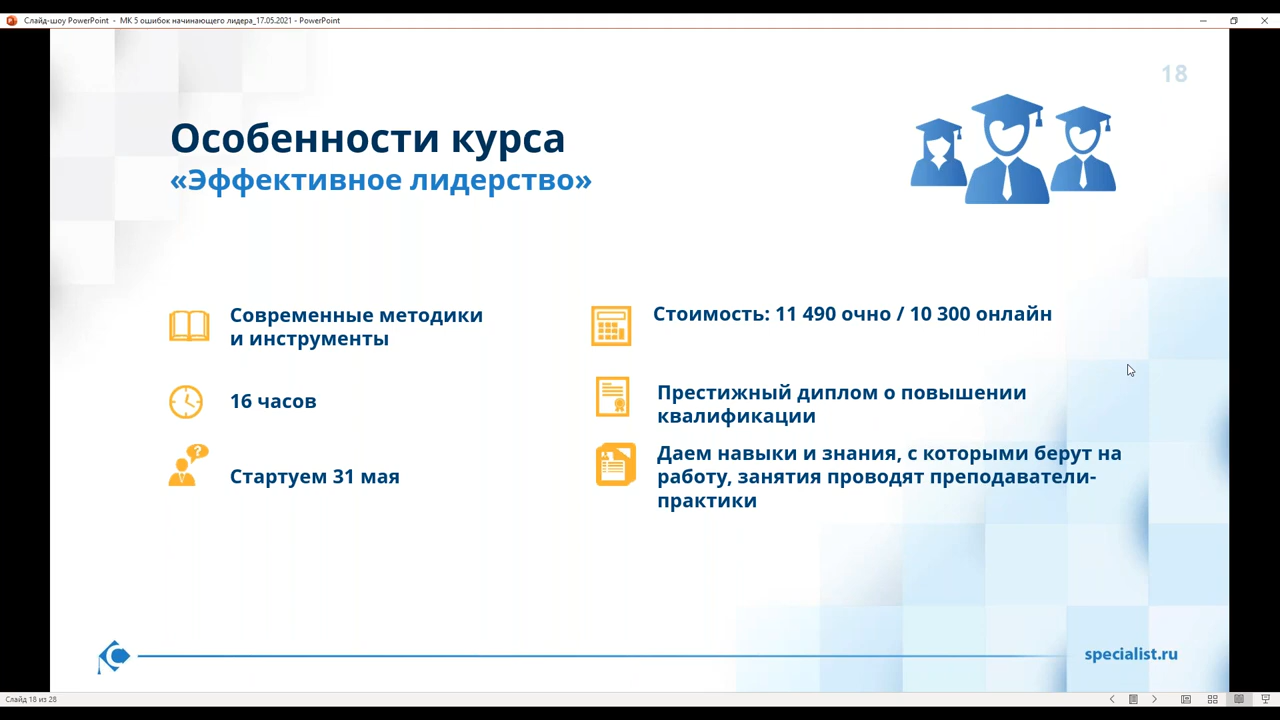 Слайд-шоу PowerPoint - МК 5 ошибок начинающего лидера_17.05.2021 - PowerPoint
18
Особенности курса
«Эффективное лидерство»
Современные методики
и инструменты
16 часов
Стартуем 31 мая
Стоимость: 11 490 очно / 10 300 онлайн
Престижный диплом о повышении
квалификации
Даем навыки и знания, с которыми берут на
работу, занятия проводят преподаватели-
практики
specialist.ru
Слайд 18 из 28